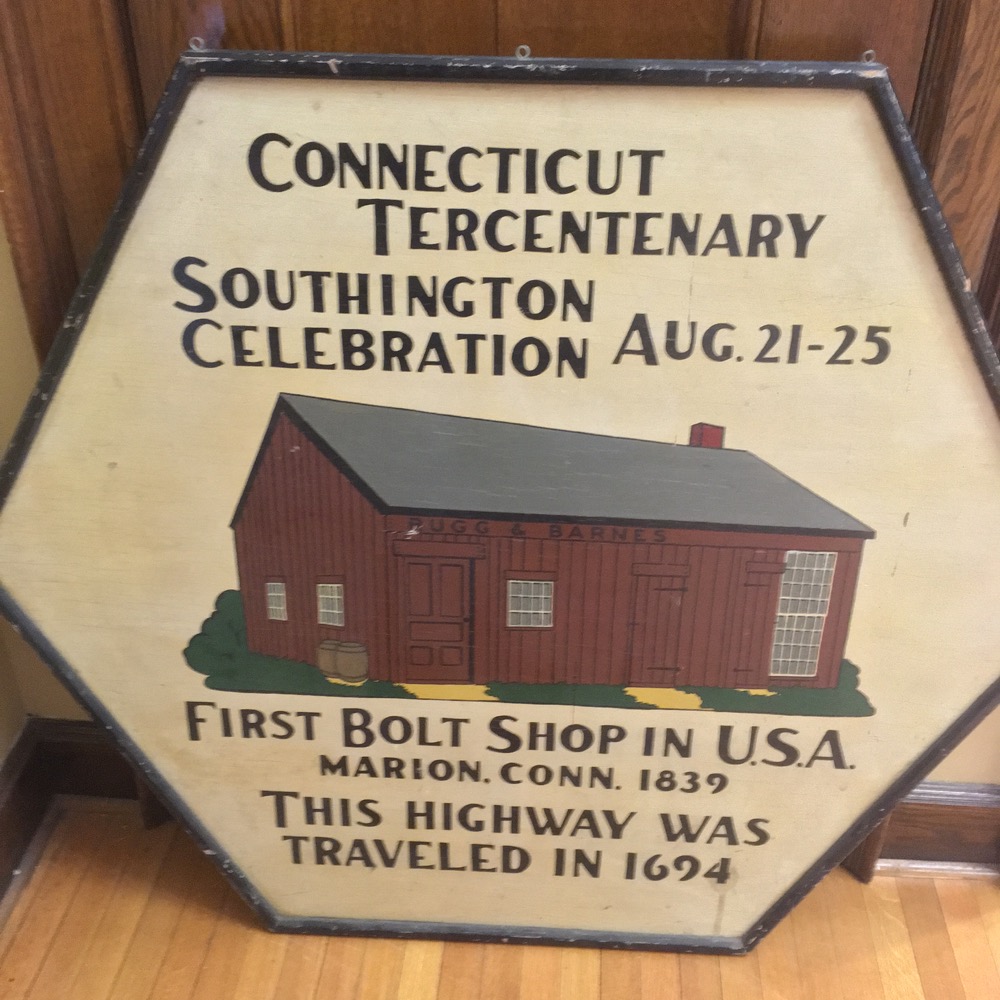 CONNECTICUT
TERCENTENARY
SOUTHINGTON
CELEBRATION AUG. 21-25
RUGG & BARNES
FIRST BOLT SHOP IN U.S.A.
MARION. CONN. 1839
THIS HIGHWAY WAS
TRAVELED IN 1694